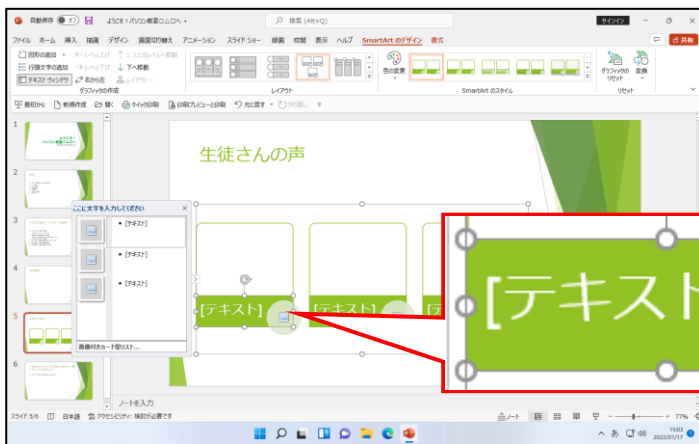 自動保存 オフ ようこそ!パソコン教室○△□へ 検索 (Alt+Q) サインイン
ファイル ホーム 挿入 描画 デザイン 画面切り替え アニメーション スライド ショー 録画 校閲 表示 ヘルプ SmartArt のデザイン 書式 共有
図形の追加 レベル上げ 1 つ上のレベルへ移動
行頭文字の追加 レベル下げ 下へ移動
テキスト ウィンドウ 右から左 レイアウト
色の変更 グラフィックのリセット 変換
グラフィックの作成 レイアウト SmartArt のスタイル リセット
最初から 新規作成 開く クイック印刷 印刷プレビューと印刷 元に戻す やり直し
1
2
3
4
5
6
生徒さんの声
ここに文字を入力してください
• [テキスト]
• [テキスト]
• [テキスト]
画像付きカード型リスト...
[テキスト]
[テキスト]
[テ
[テキスト
ノートを入力
スライド 5/6 日本語 アクセシビリティ: 検討が必要です ノート 77%
あ 15:03
2022/01/17